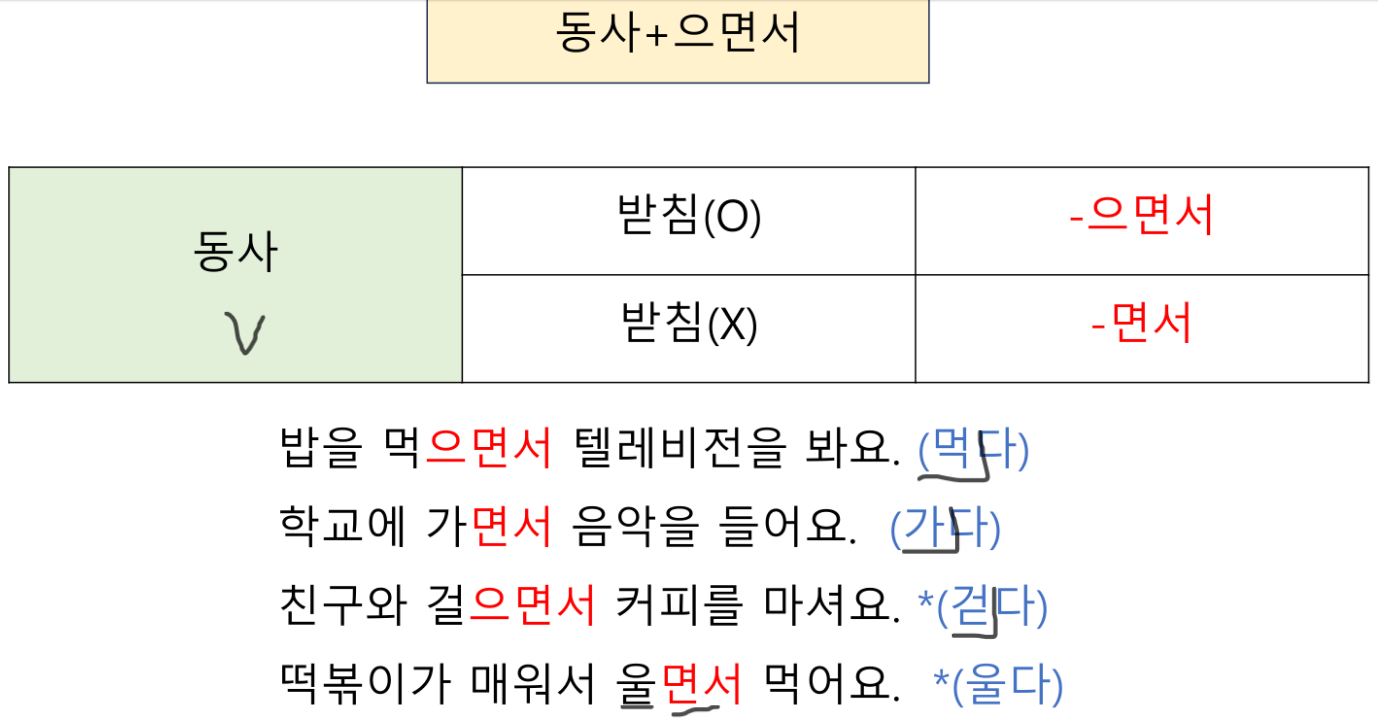 동사+으면서
받침(O) -으면서
동사
V
받침(X) -면서
밥을 먹으면서 텔레비전을 봐요. (먹다)
학교에 가면서 음악을 들어요. (가다)
친구와 걸으면서 커피를 마셔요. *(걷다)
떡볶이가 매워서 울면서 먹어요. *(울다)